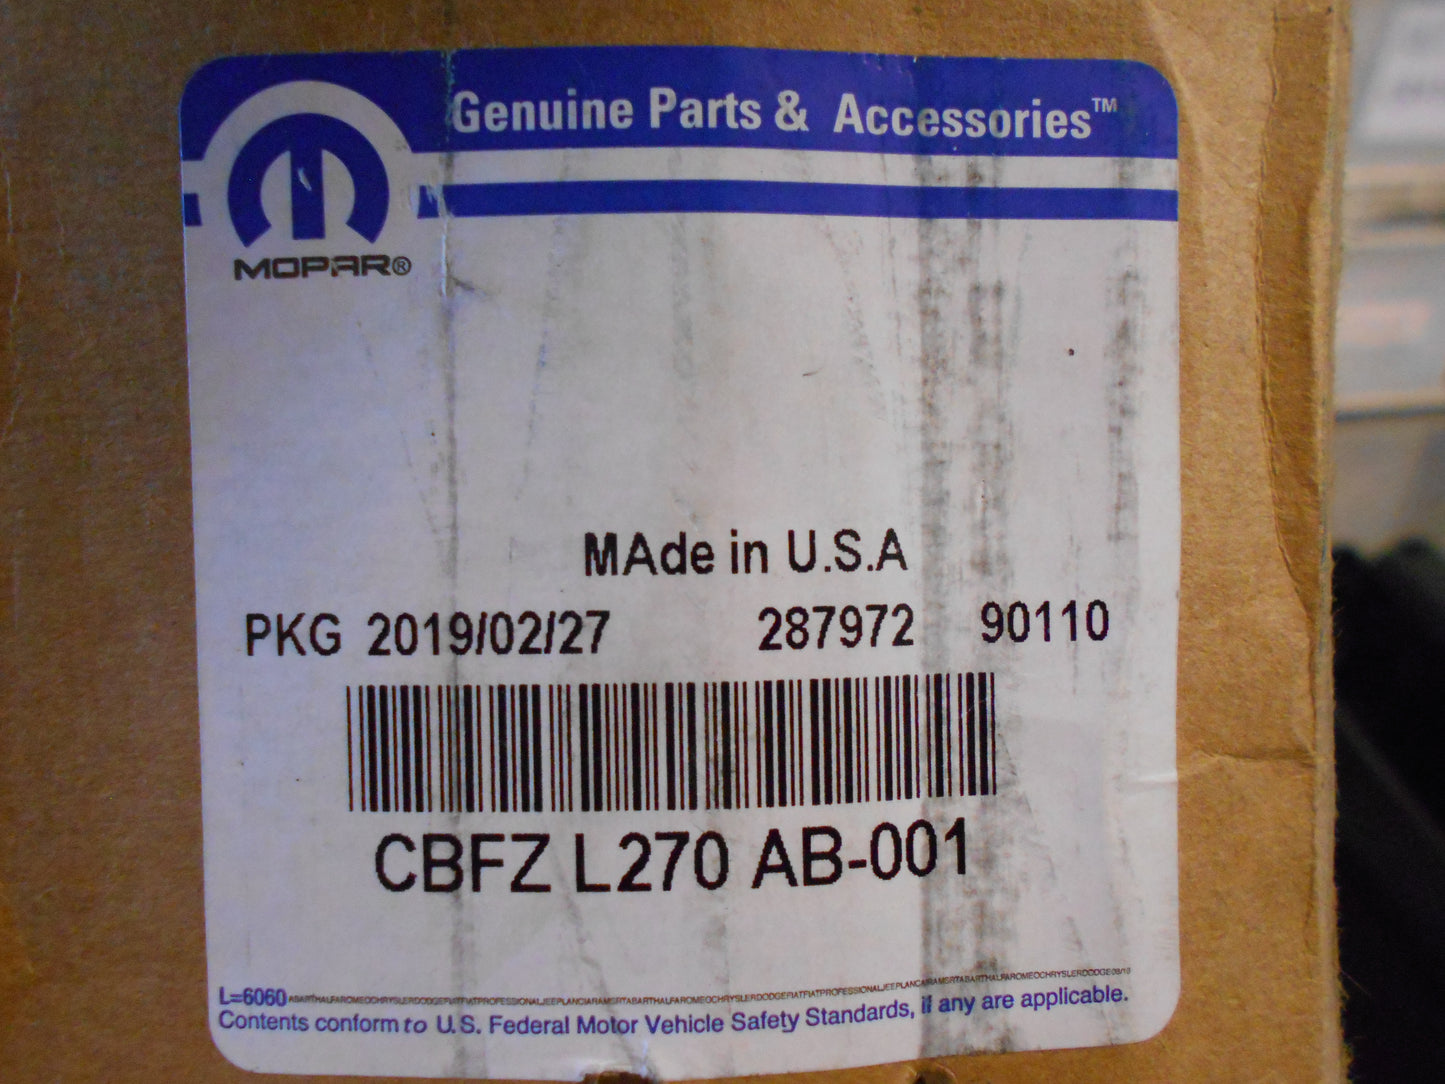 Genuine Parts & Accessories™
MOPAR®
MAde in U.S.A
PKG 2019/02/27 287972 90110
CBFZ L270 AB-001
L=6060
Contents conform to U.S. Federal Motor Vehicle Safety Standards, if any are applicable.